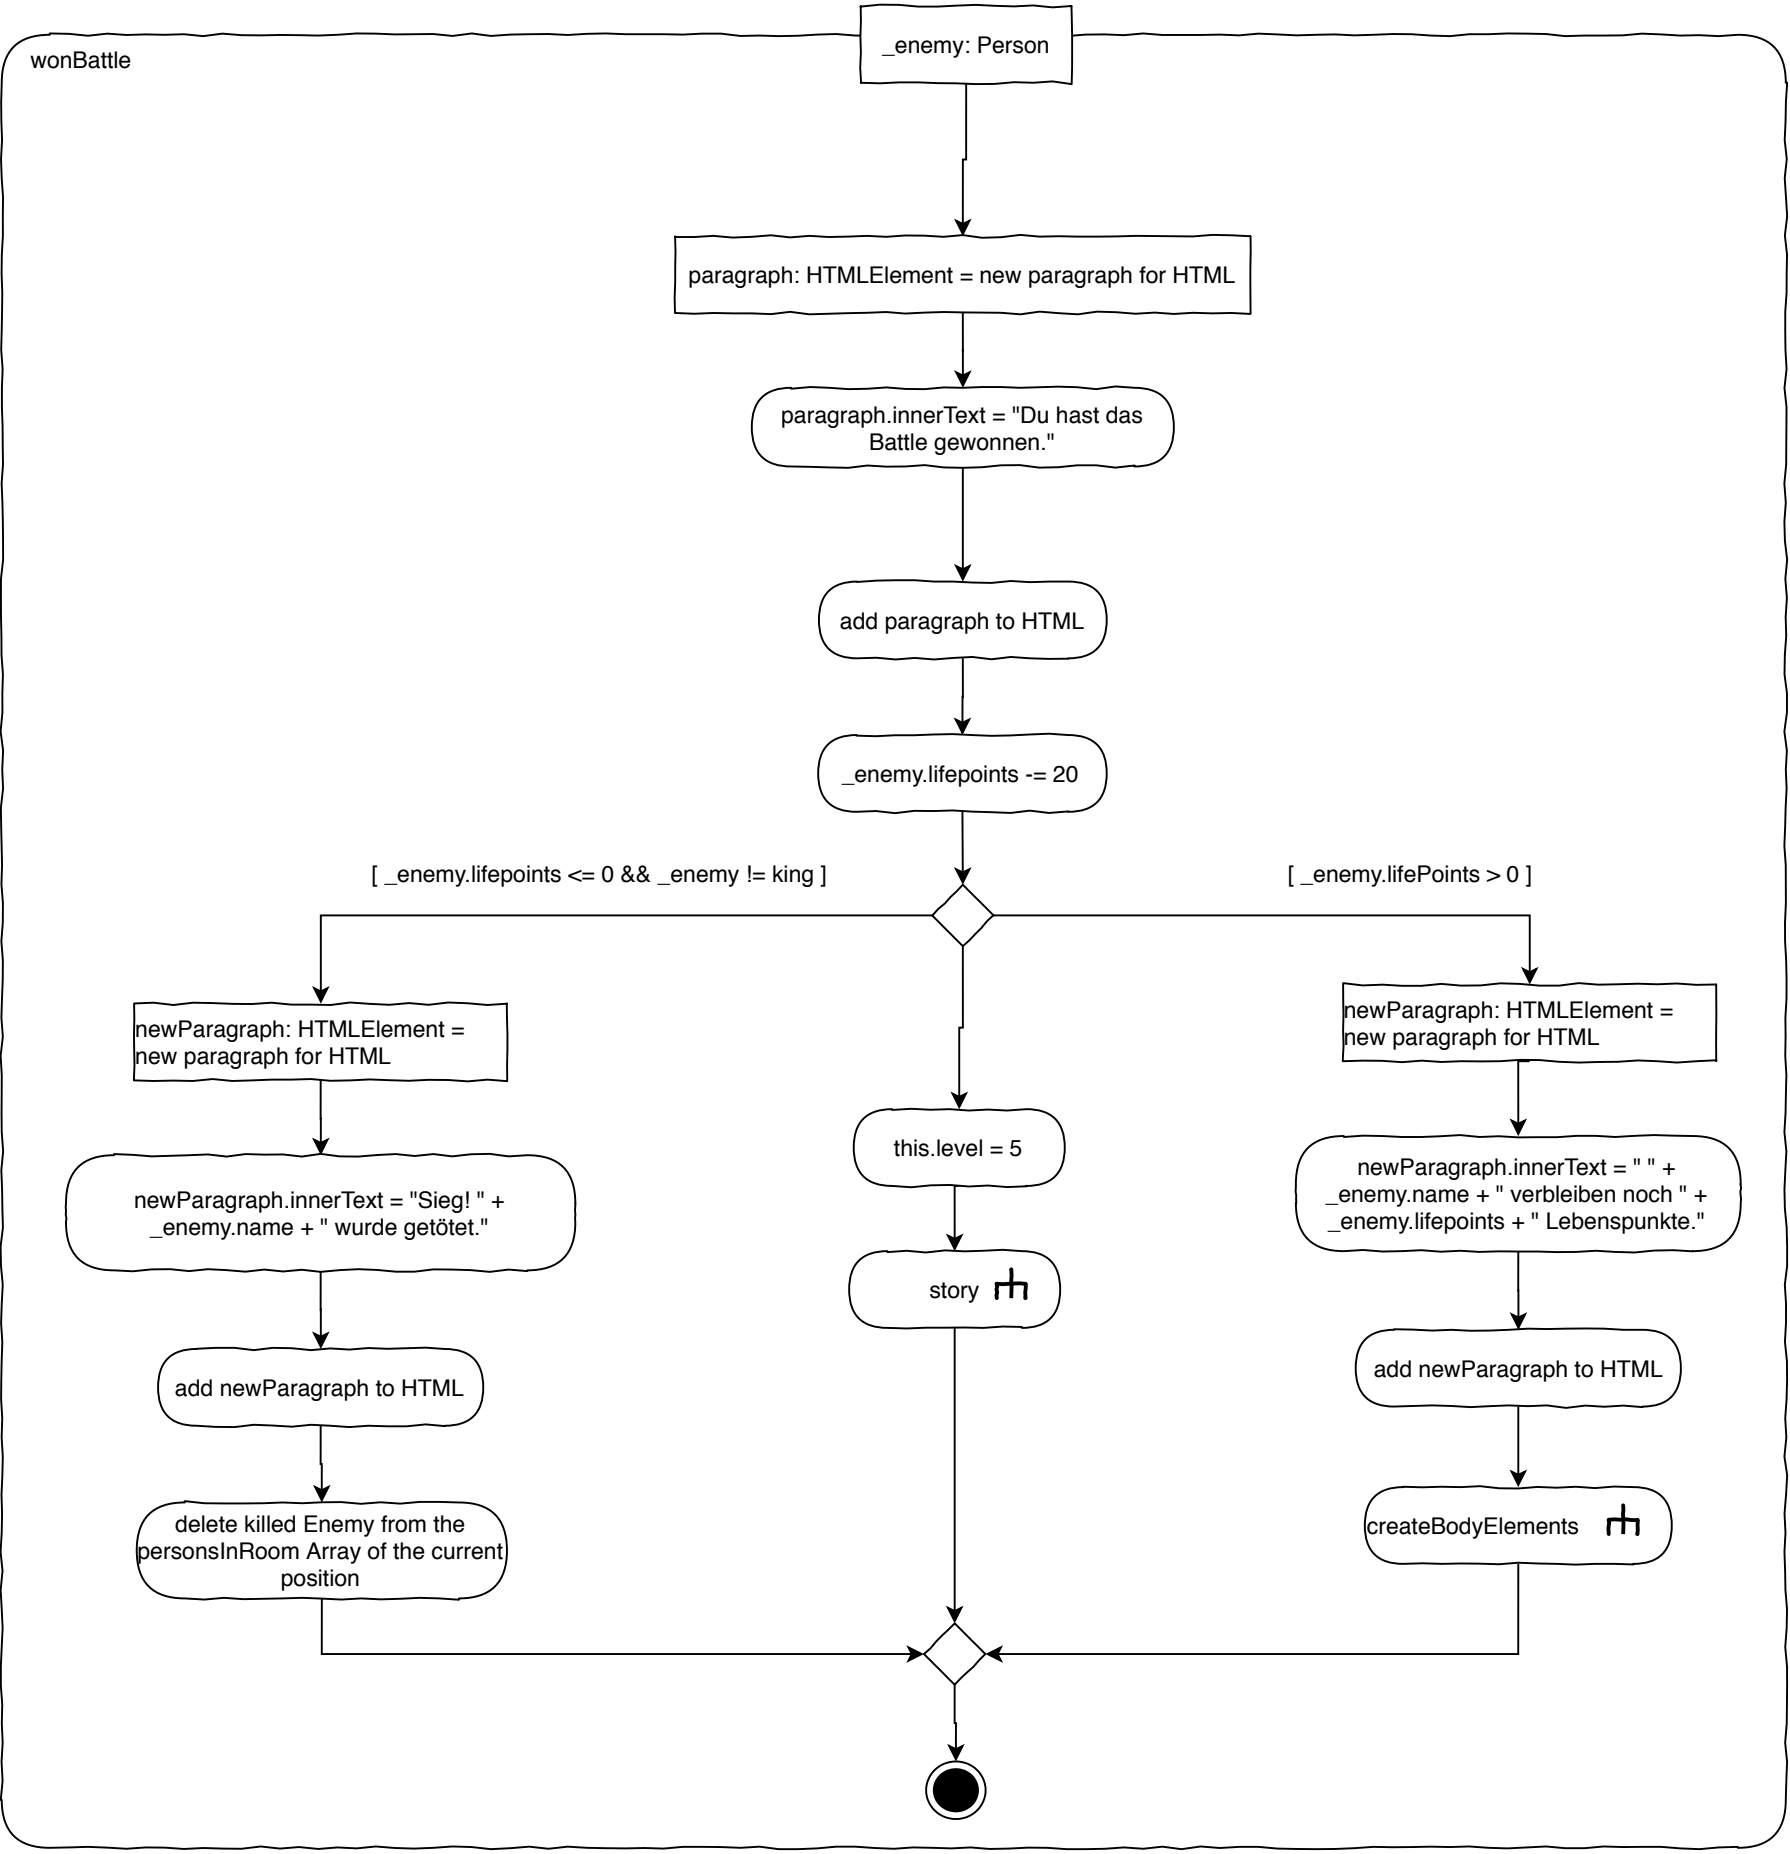 _enemy: Person
wonBattle
paragraph: HTMLElement = new paragraph for HTML
paragraph.innerText = "Du hast das
Battle gewonnen."
add paragraph to HTML
_enemy.lifepoints -= 20
[ _enemy.lifepoints <= 0 && _enemy != king ]
[ _enemy.lifePoints > 0 ]
newParagraph: HTMLElement =
new paragraph for HTML
newParagraph.innerText = "Sieg! " +
_enemy.name + " wurde getötet."
add newParagraph to HTML
delete killed Enemy from the
personsInRoom Array of the current
position
this.level = 5
story
newParagraph: HTMLElement =
new paragraph for HTML
newParagraph.innerText = " " +
_enemy.name + " verbleiben noch " +
_enemy.lifepoints + " Lebenspunkte."
add newParagraph to HTML
createBodyElements